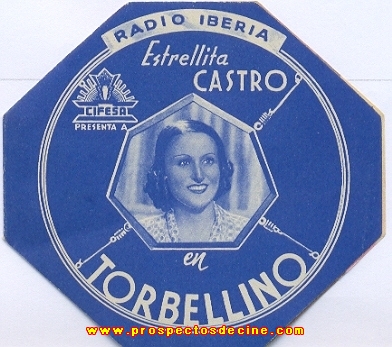 RADIO IBERIA
Estrellita
CASTRO
CIFESA
PRESENTA A
en
TORBELLINO
www.prospectosdecine.com